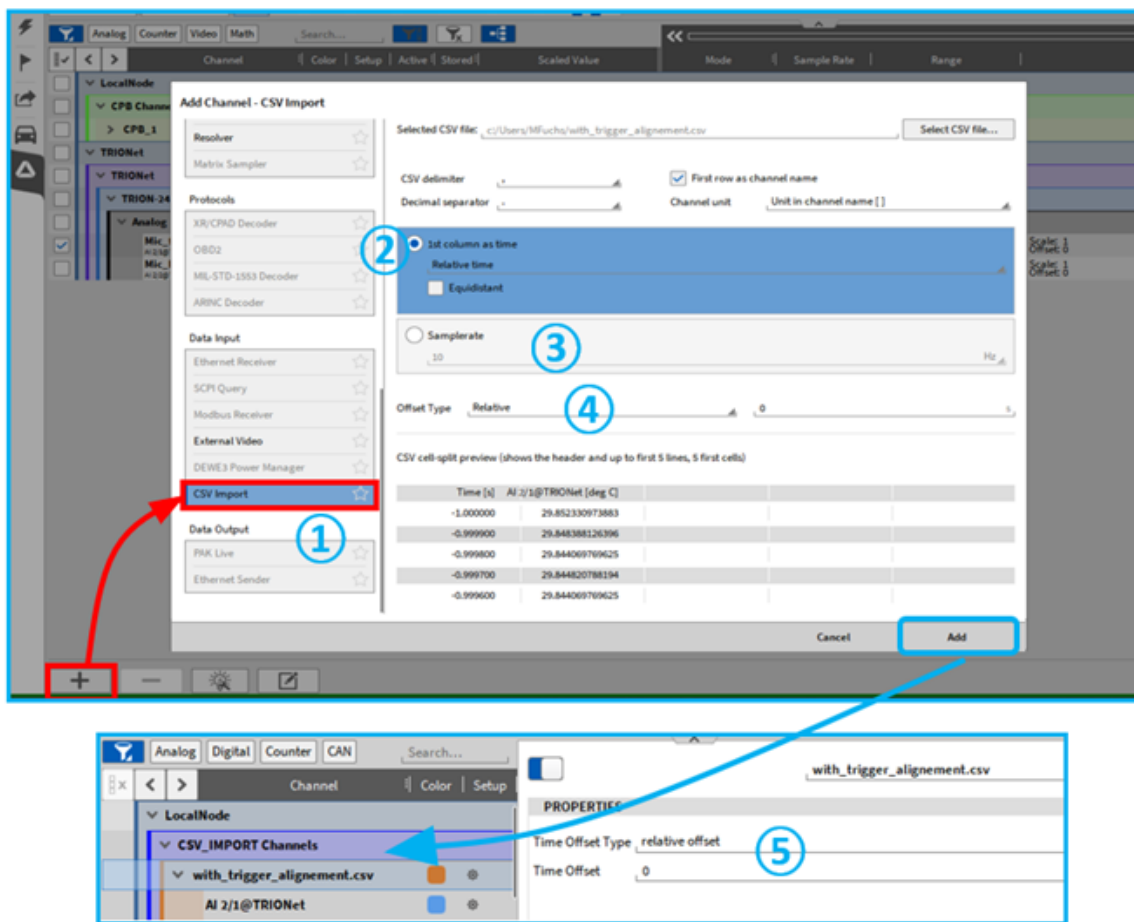 Analog Counter Video Math Search...
Channel Color Setup Active Stored Scaled Value Mode Sample Rate Range
LocalNode
CPB Channe
CPB_1
TRIONet
TRIONet
TRION-24
Analog
Mic_
Mic_
Scale: 1
Offset: 0
Scale: 1
Offset: 0
Add Channel - CSV Import
Resolver
Matrix Sampler
Protocols
XR/CPAD Decoder
OBD2
MIL-STD-1553 Decoder
ARINC Decoder
Data Input
Ethernet Receiver
SCPI Query
Modbus Receiver
External Video
DEWE3 Power Manager
CSV Import
1
Data Output
PAK Live
Ethernet Sender
Selected CSV file: c:/Users/MFuchs/with_trigger_alignement.csv Select CSV file...
CSV delimiter First row as channel name
Decimal separator Channel unit Unit in channel name [ ]
2 1st column as time
Relative time
Equidistant
Samplerate
3
10 Hz
Offset Type Relative 4 0 s
CSV cell-split preview (shows the header and up to first 5 lines, 5 first cells)
Time [s] AI 2/1@TRIONet [deg C]
-1.000000 29.852330973883
-0.999900 29.848388126396
-0.999800 29.844069769625
-0.999700 29.844820788194
-0.999600 29.844069769625
Cancel Add
Analog Digital Counter CAN Search...
Channel Color Setup
LocalNode
CSV_IMPORT Channels
with_trigger_alignement.csv
AI 2/1@TRIONet
with_trigger_alignement.csv
PROPERTIES
Time Offset Type relative offset
5
Time Offset 0